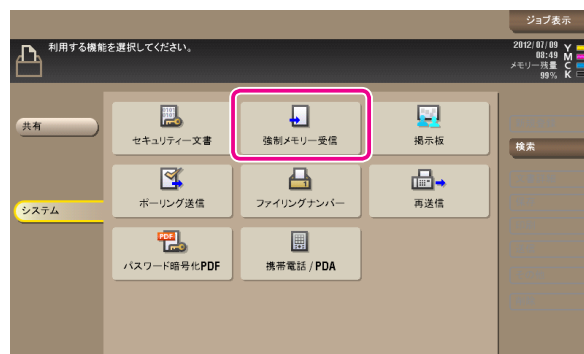 ジョブ表示
利用する機能を選択してください。
2012/07/09
08:49
メモリー残量
99%
Y
M
C
K
共有
システム
セキュリティー文書
強制メモリー受信
掲示板
ポーリング送信
ファイリングナンバー
再送信
PDF
パスワード暗号化PDF
携帯電話 / PDA
検索